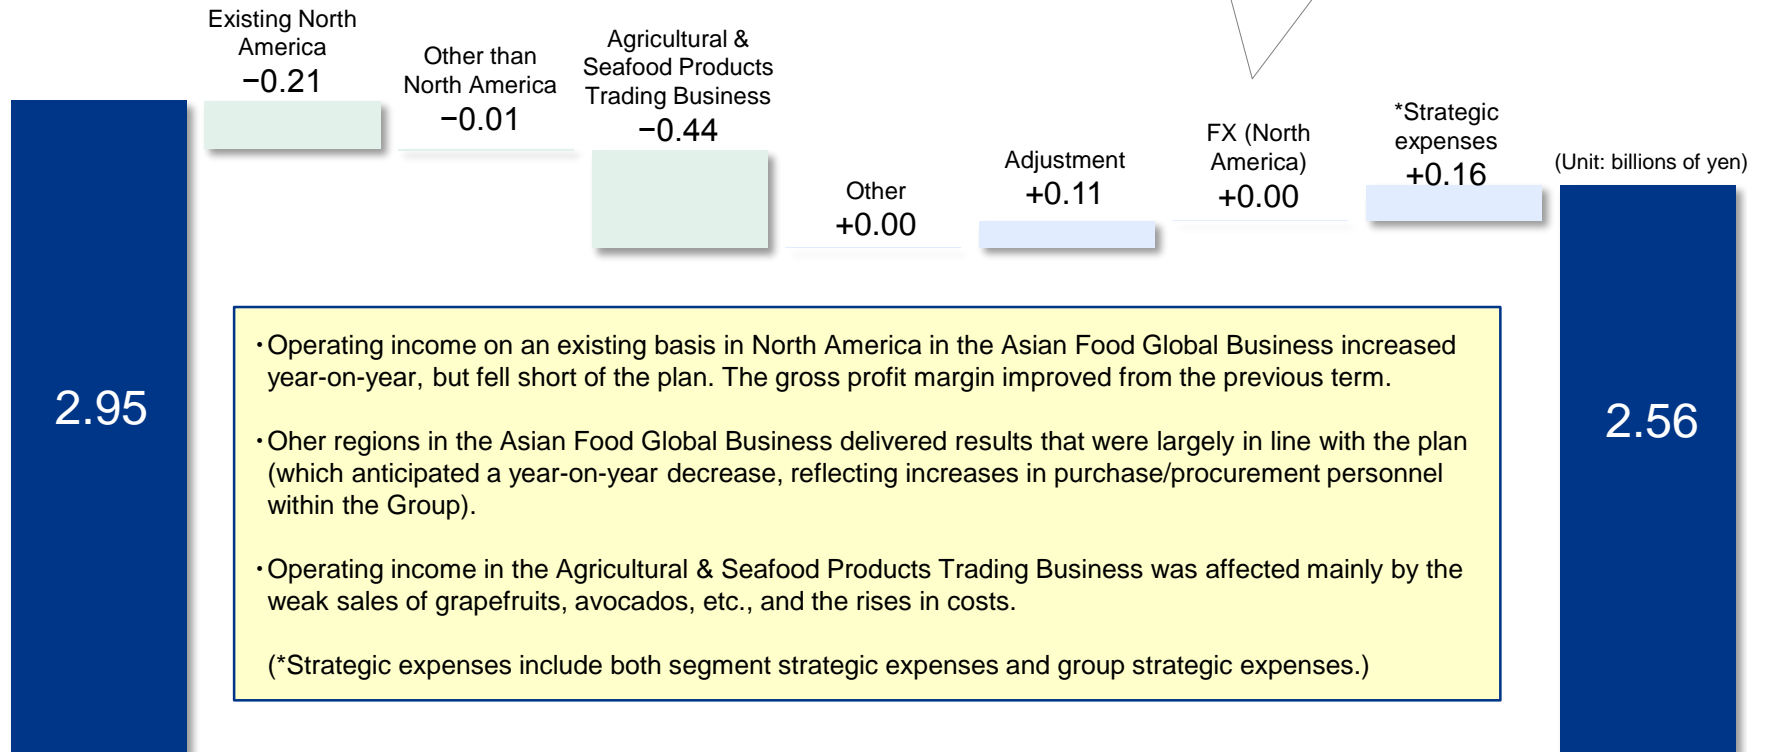 Existing North
America
−0.21
Other than
North America
−0.01
Agricultural &
Seafood Products
Trading Business
−0.44
Other
+0.00
Adjustment
+0.11
FX (North
America)
+0.00
*Strategic
expenses
+0.16
(Unit: billions of yen)
2.95
2.56
・Operating income on an existing basis in North America in the Asian Food Global Business increased
year-on-year, but fell short of the plan. The gross profit margin improved from the previous term.
・Oher regions in the Asian Food Global Business delivered results that were largely in line with the plan
(which anticipated a year-on-year decrease, reflecting increases in purchase/procurement personnel
within the Group).
・Operating income in the Agricultural & Seafood Products Trading Business was affected mainly by the
weak sales of grapefruits, avocados, etc., and the rises in costs.
(*Strategic expenses include both segment strategic expenses and group strategic expenses.)